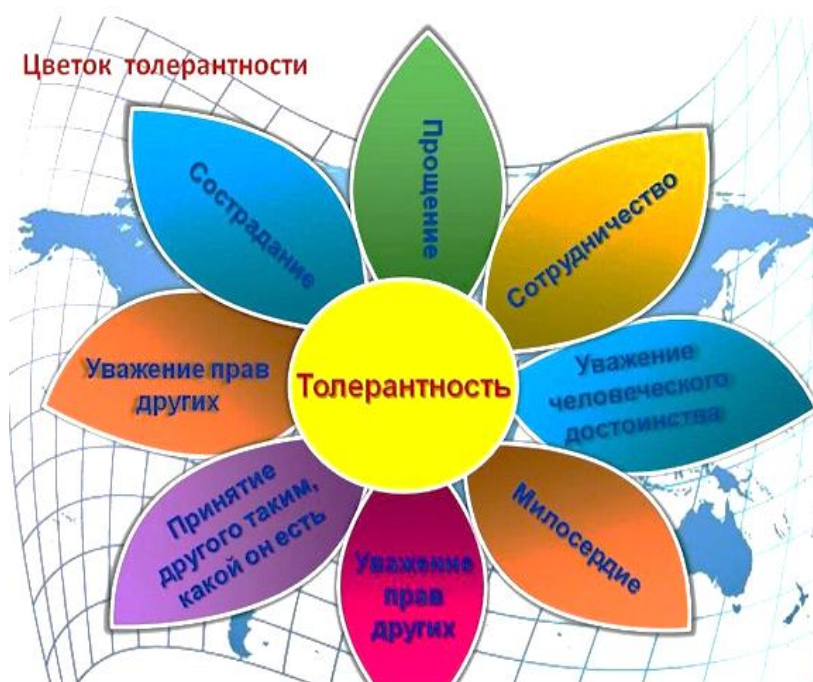 Цветок толерантности
Прощение
Сострадание
Сотрудничество
Уважение прав
других
Толерантность
Уважение
человеческого
достоинства
Принятие
другого таким,
какой он есть
Уважение
прав
других
Милосердие